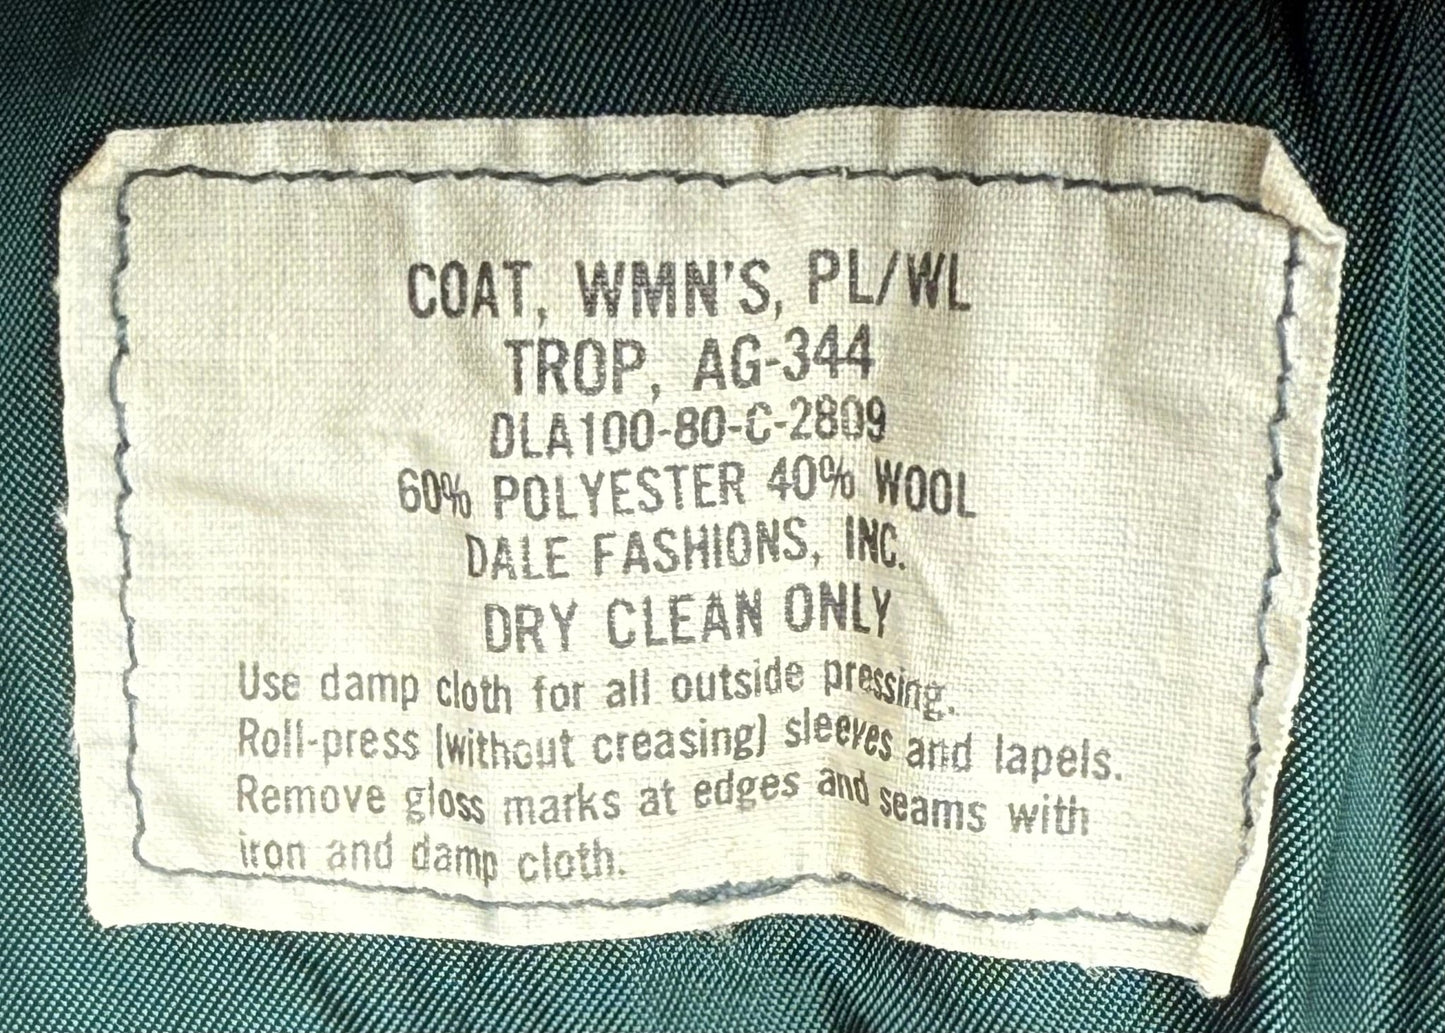 COAT, WMN'S, PL/WL
TROP, AG-344
DLA100-80-C-2809
60% POLYESTER 40% WOOL
DALE FASHIONS, INC.
DRY CLEAN ONLY
Use damp cloth for all outside pressing.
Roll-press (without creasing) sleeves and lapels.
Remove gloss marks at edges and seams with
iron and damp cloth.